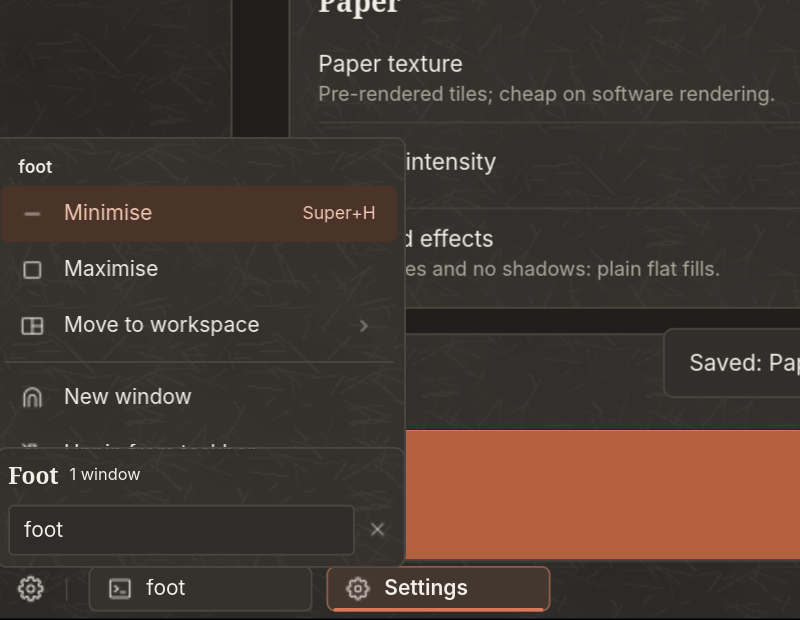 Paper
Paper texture
Pre-rendered tiles; cheap on software rendering.
intensity
d effects
es and no shadows: plain flat fills.
Saved: Pap
foot
Minimise Super+H
Maximise
Move to workspace
New window
Foot 1 window
foot
foot
Settings